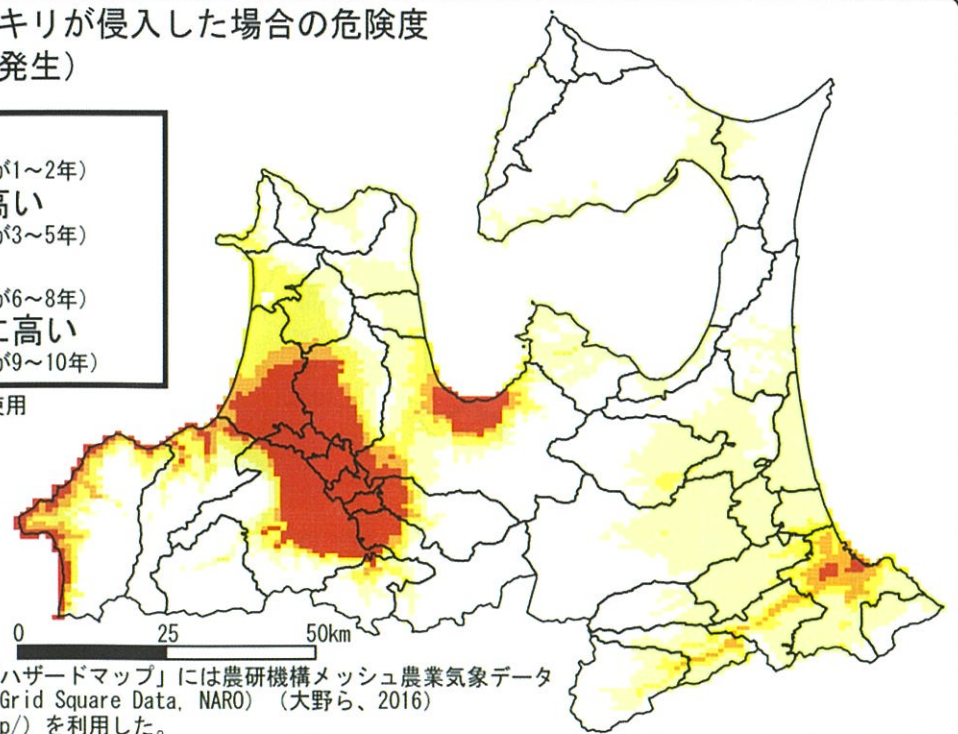 キリが侵入した場合の危険度
発生）
が1～2年）
高い
が3～5年）
が6～8年）
に高い
が9～10年）
使用
0 25 50km
ハザードマップ」には農研機構メッシュ農業気象データ
Grid Square Data, NARO）（大野ら、2016）
p/）を利用した。